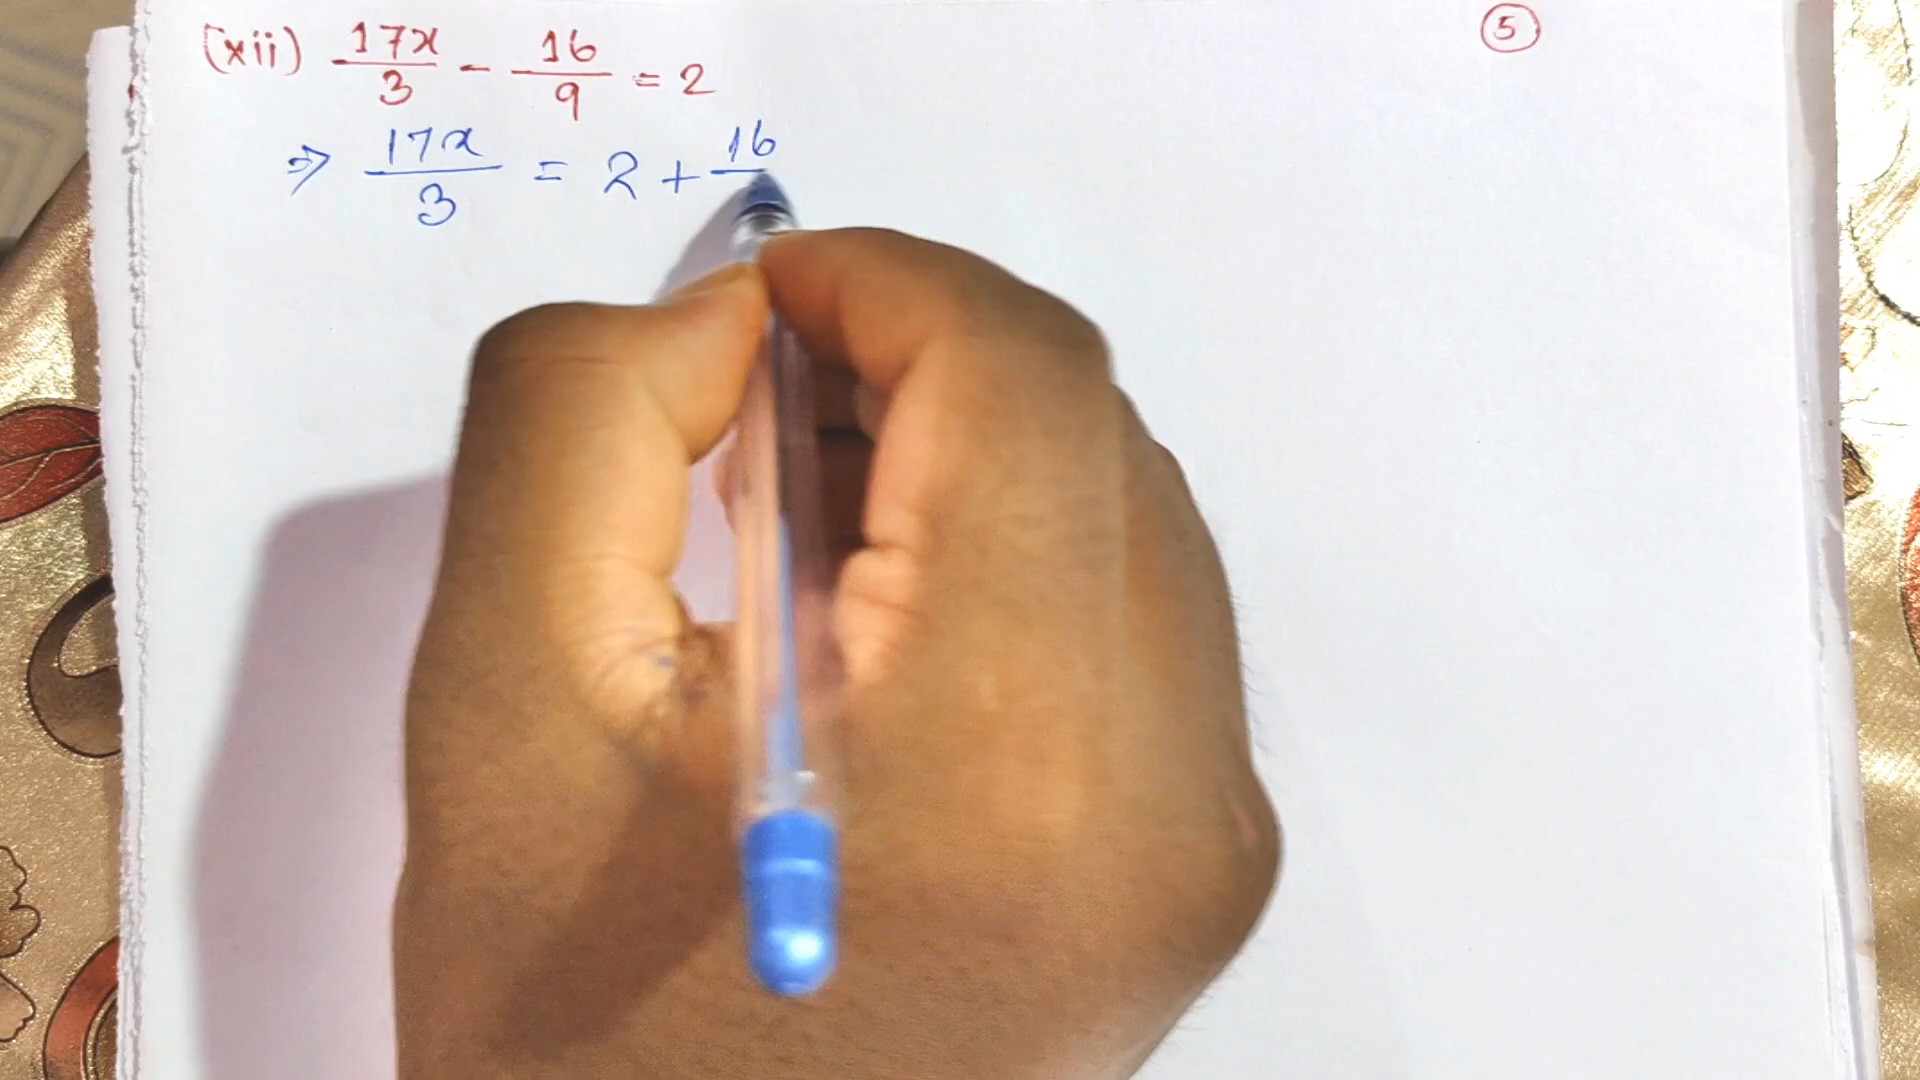 (xii) 17x/3 - 16/9 = 2
⑤
⇒ 17x/3 = 2 + 16/